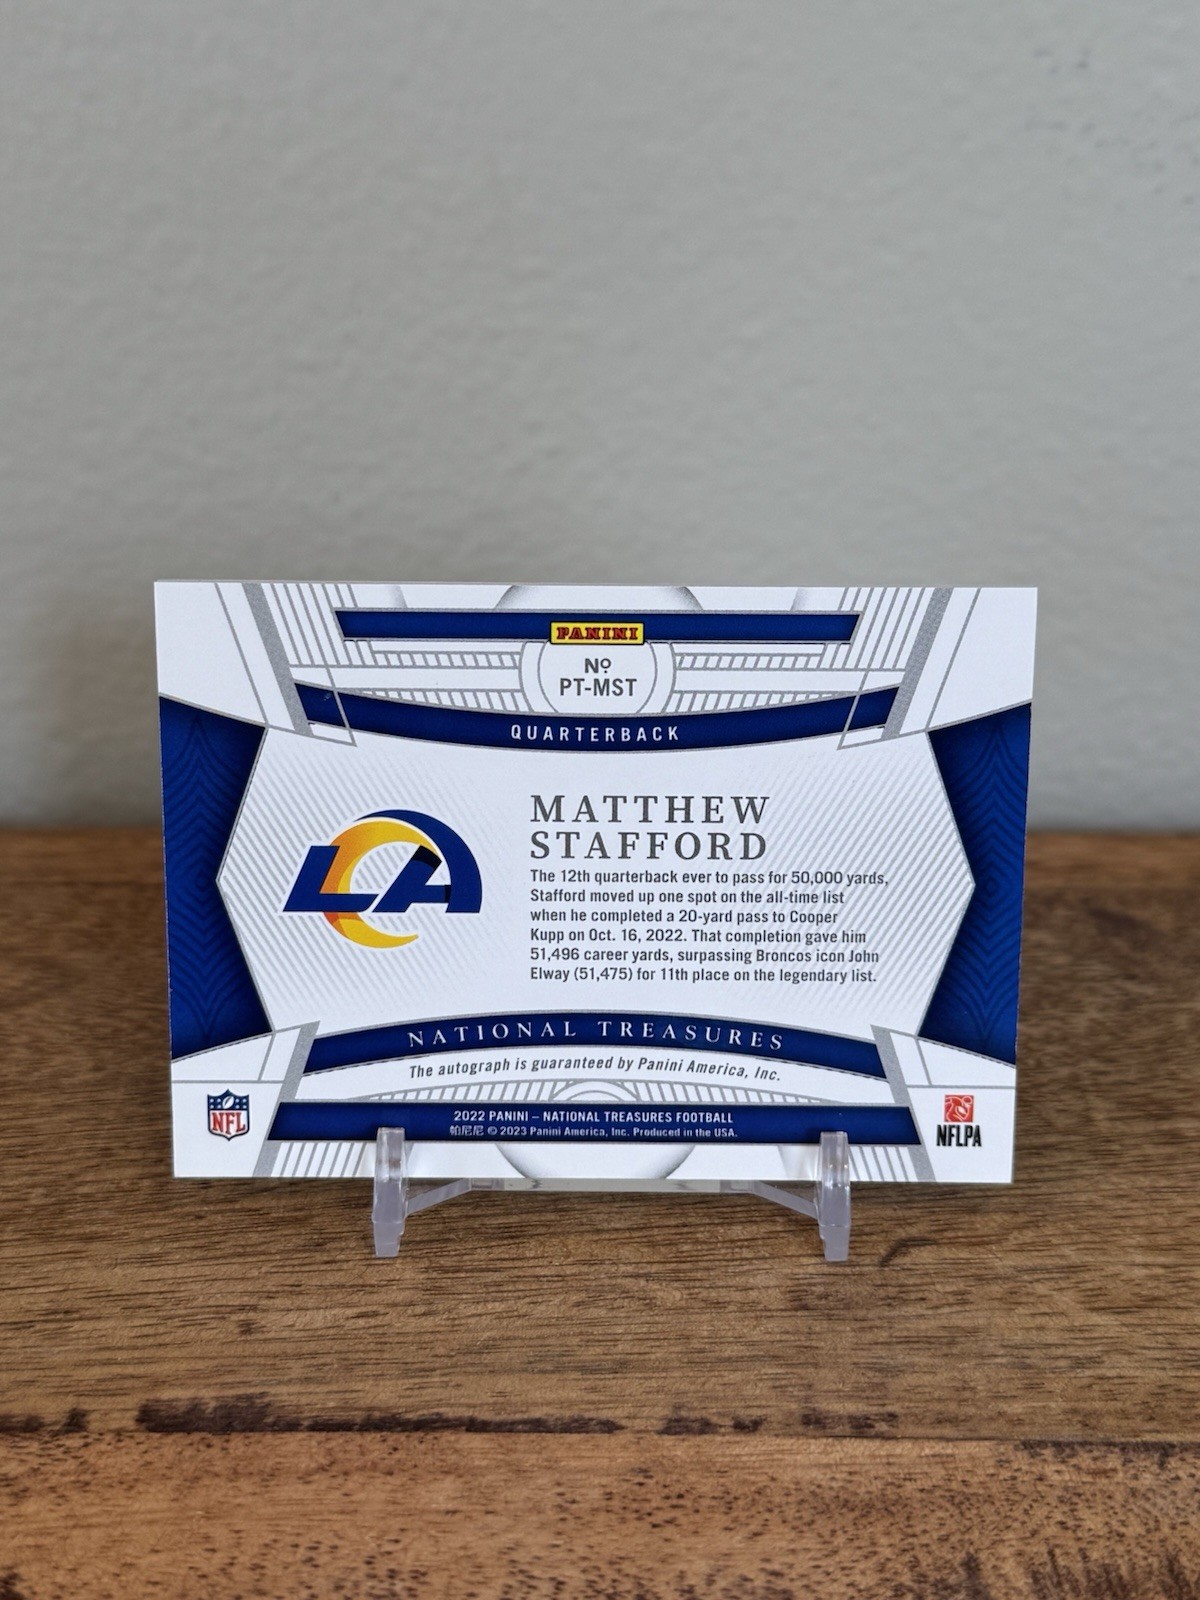 PANINI
Nº
PT-MST
QUARTERBACK
LA
MATTHEW
STAFFORD
The 12th quarterback ever to pass for 50,000 yards,
Stafford moved up one spot on the all-time list
when he completed a 20-yard pass to Cooper
Kupp on Oct. 16, 2022. That completion gave him
51,496 career yards, surpassing Broncos icon John
Elway (51,475) for 11th place on the legendary list.
NATIONAL TREASURES
The autograph is guaranteed by Panini America, Inc.
NFL
2022 PANINI – NATIONAL TREASURES FOOTBALL
帕尼尼 © 2023 Panini America, Inc. Produced in the USA.
NFLPA